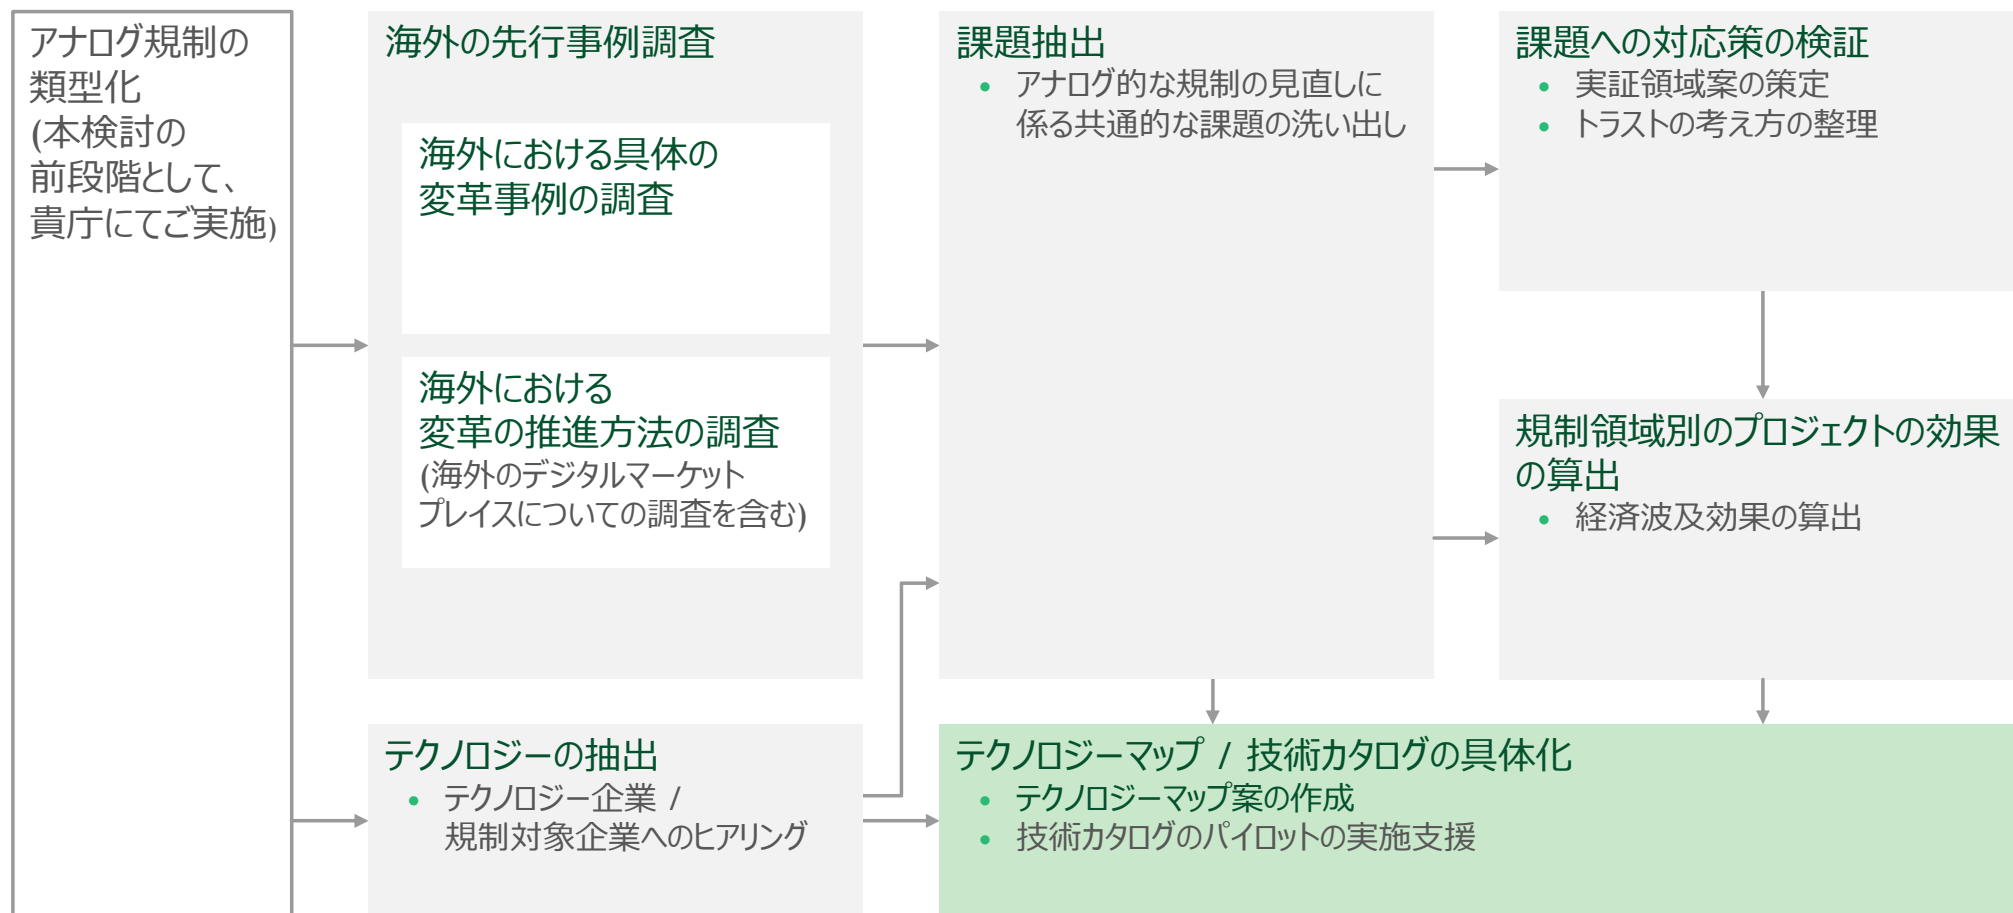 アナログ規制の
類型化
(本検討の
前段階として、
貴庁にてご実施)
海外の先行事例調査
海外における具体の
変革事例の調査
海外における
変革の推進方法の調査
(海外のデジタルマーケット
プレイスについての調査を含む)
テクノロジーの抽出
• テクノロジー企業 /
規制対象企業へのヒアリング
課題抽出
• アナログ的な規制の見直しに
係る共通的な課題の洗い出し
課題への対応策の検証
• 実証領域案の策定
• トラストの考え方の整理
規制領域別のプロジェクトの効果
の算出
• 経済波及効果の算出
テクノロジーマップ / 技術カタログの具体化
• テクノロジーマップ案の作成
• 技術カタログのパイロットの実施支援